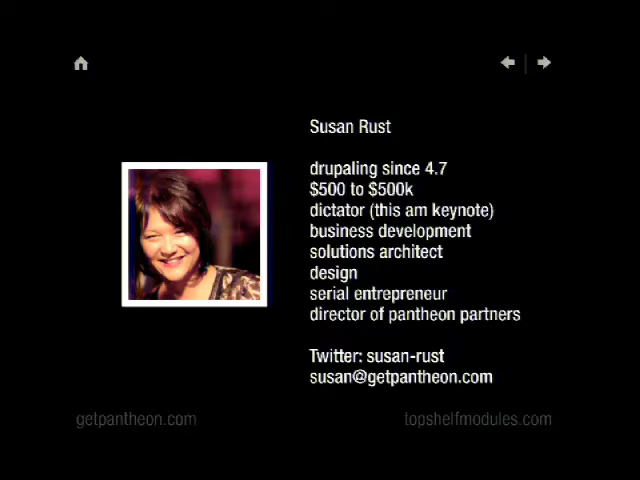 Susan Rust
drupaling since 4.7
$500 to $500k
dictator (this am keynote)
business development
solutions architect
design
serial entrepreneur
director of pantheon partners
Twitter: susan-rust
susan@getpantheon.com
getpantheon.com
topshelfmodules.com